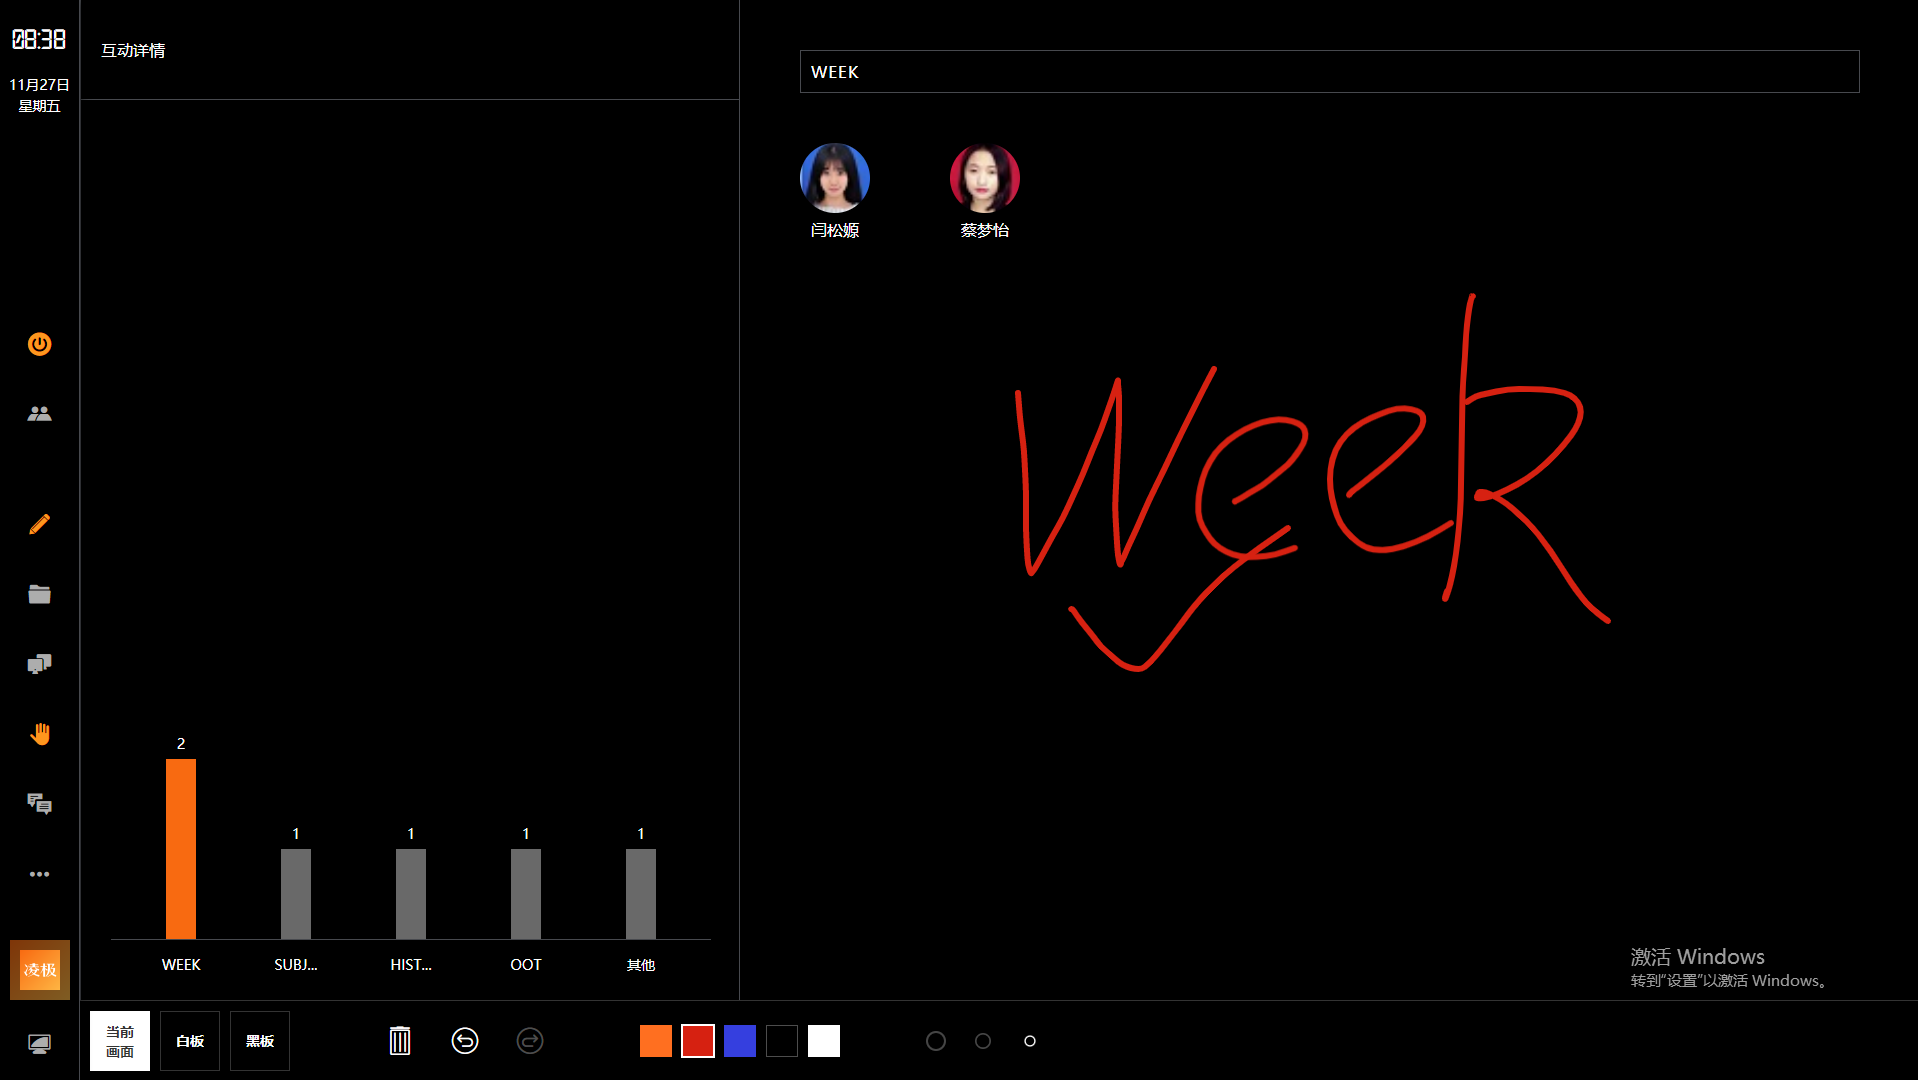 08:38
11月27日
星期五
互动详情
WEEK
闫松嫄
蔡梦怡
week
2
1
1
1
1
WEEK
SUBJ...
HIST...
OOT
其他
凌极
激活 Windows
转到“设置”以激活 Windows。
当前
画面
白板
黑板